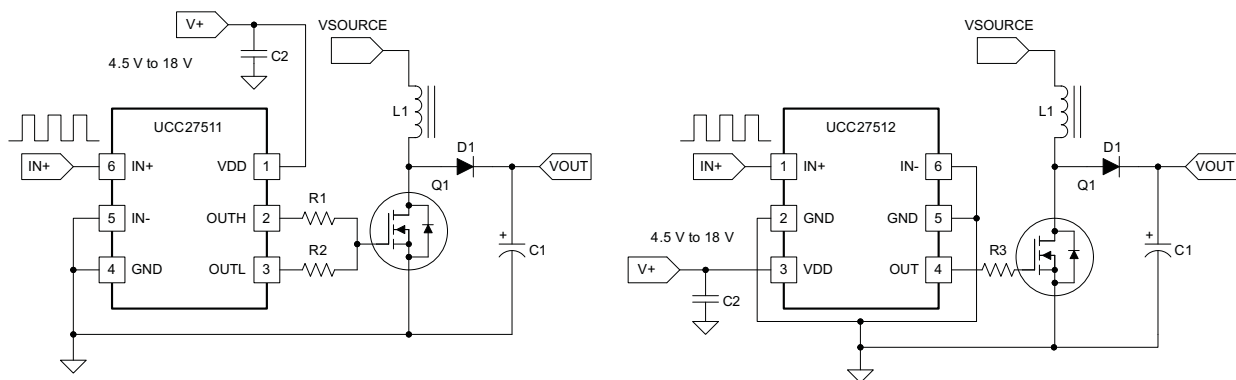 V+
C2
4.5 V to 18 V
VSOURCE
L1
UCC27511
IN+
6
IN+
VDD
1
5
IN-
OUTH
2
R1
4
GND
OUTL
3
R2
D1
Q1
VOUT
+
C1
VSOURCE
L1
UCC27512
IN+
1
IN+
IN-
6
2
GND
GND
5
4.5 V to 18 V
V+
3
VDD
OUT
4
R3
C2
D1
Q1
VOUT
+
C1